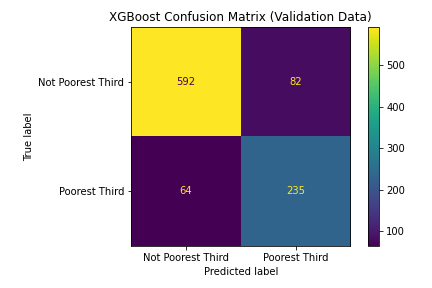 XGBoost Confusion Matrix (Validation Data)
Not Poorest Third
592
82
Poorest Third
64
235
Not Poorest Third
Poorest Third
Predicted label
True label
500
400
300
200
100